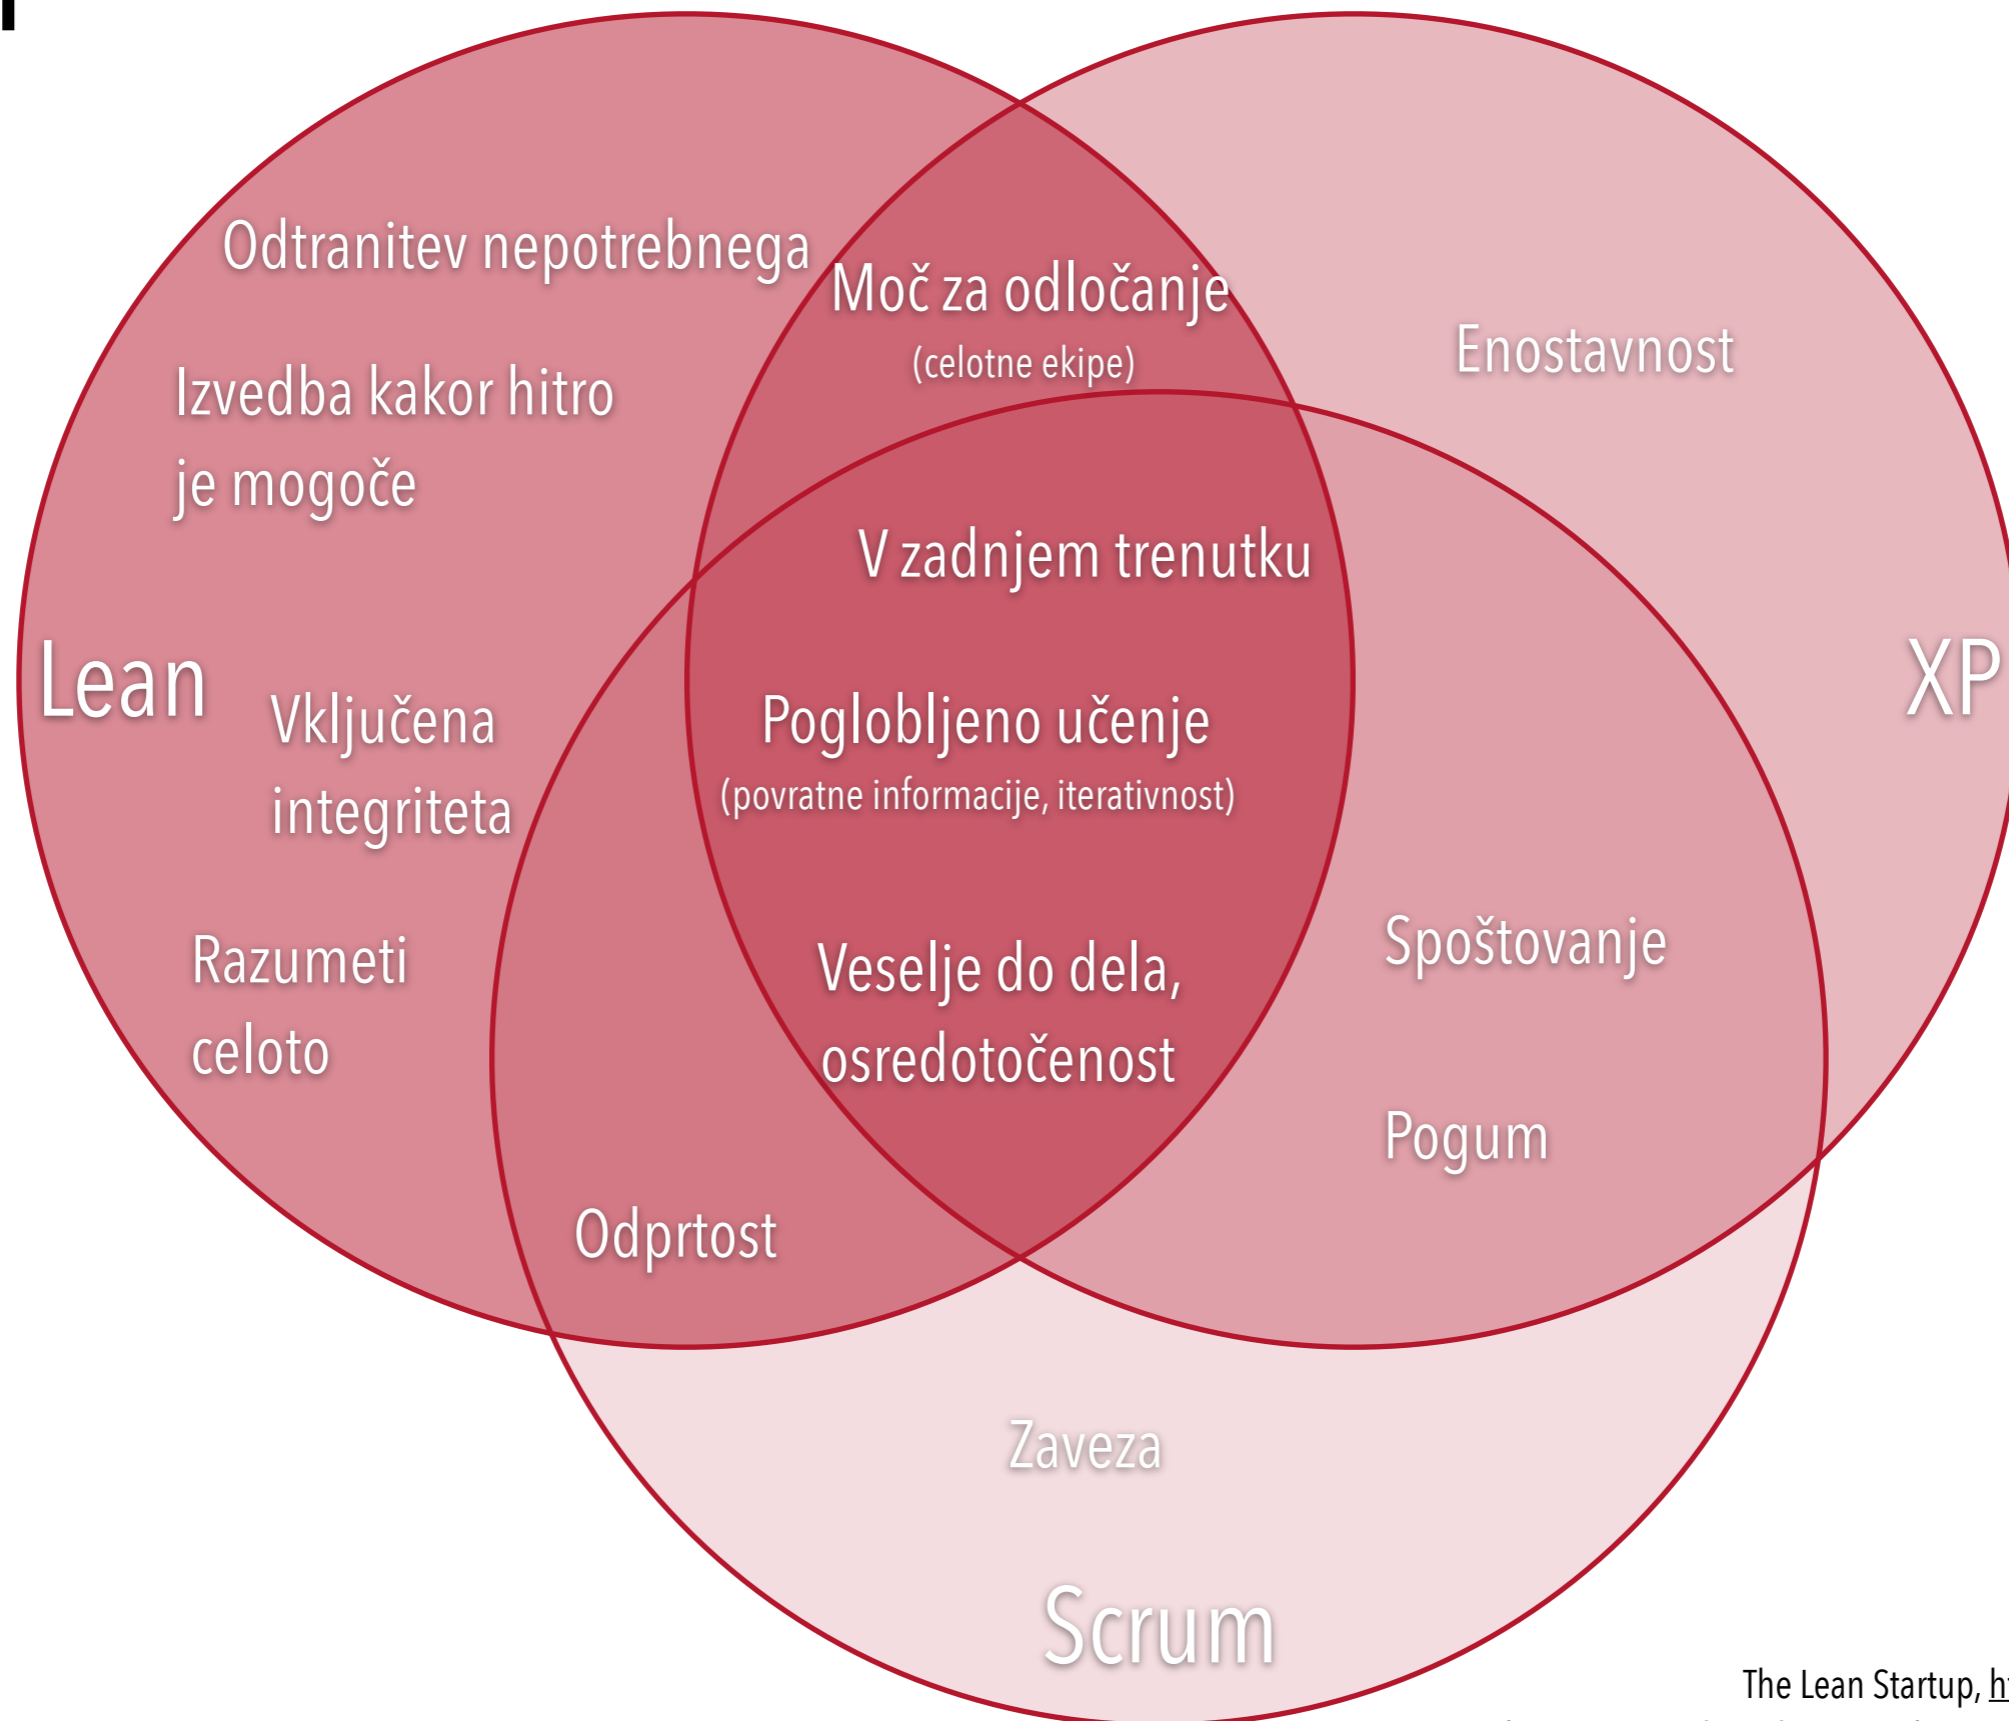 Odtranitev nepotrebnega
Moč za odločanje
(celotne ekipe)
Enostavnost
Izvedba kakor hitro
je mogoče
V zadnjem trenutku
Lean
XP
Vključena
integriteta
Poglobljeno učenje
(povratne informacije, iterativnost)
Razumeti
celoto
Veselje do dela,
osredotočenost
Spoštovanje
Pogum
Odprtost
Zaveza
Scrum
The Lean Startup,